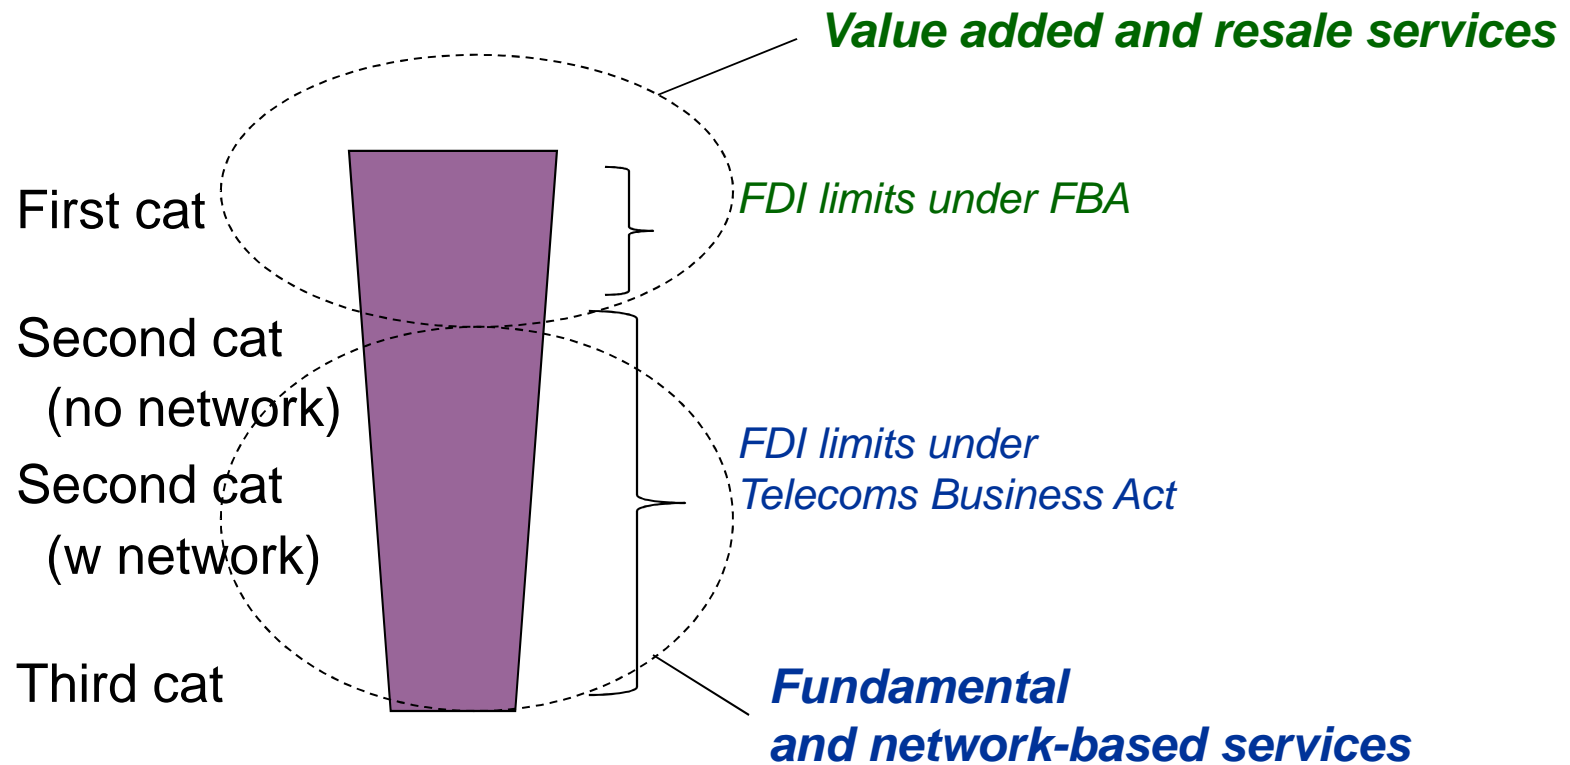 Value added and resale services
First cat
FDI limits under FBA
Second cat
(no network)
FDI limits under
Telecoms Business Act
Second cat
(w network)
Third cat
Fundamental
and network-based services